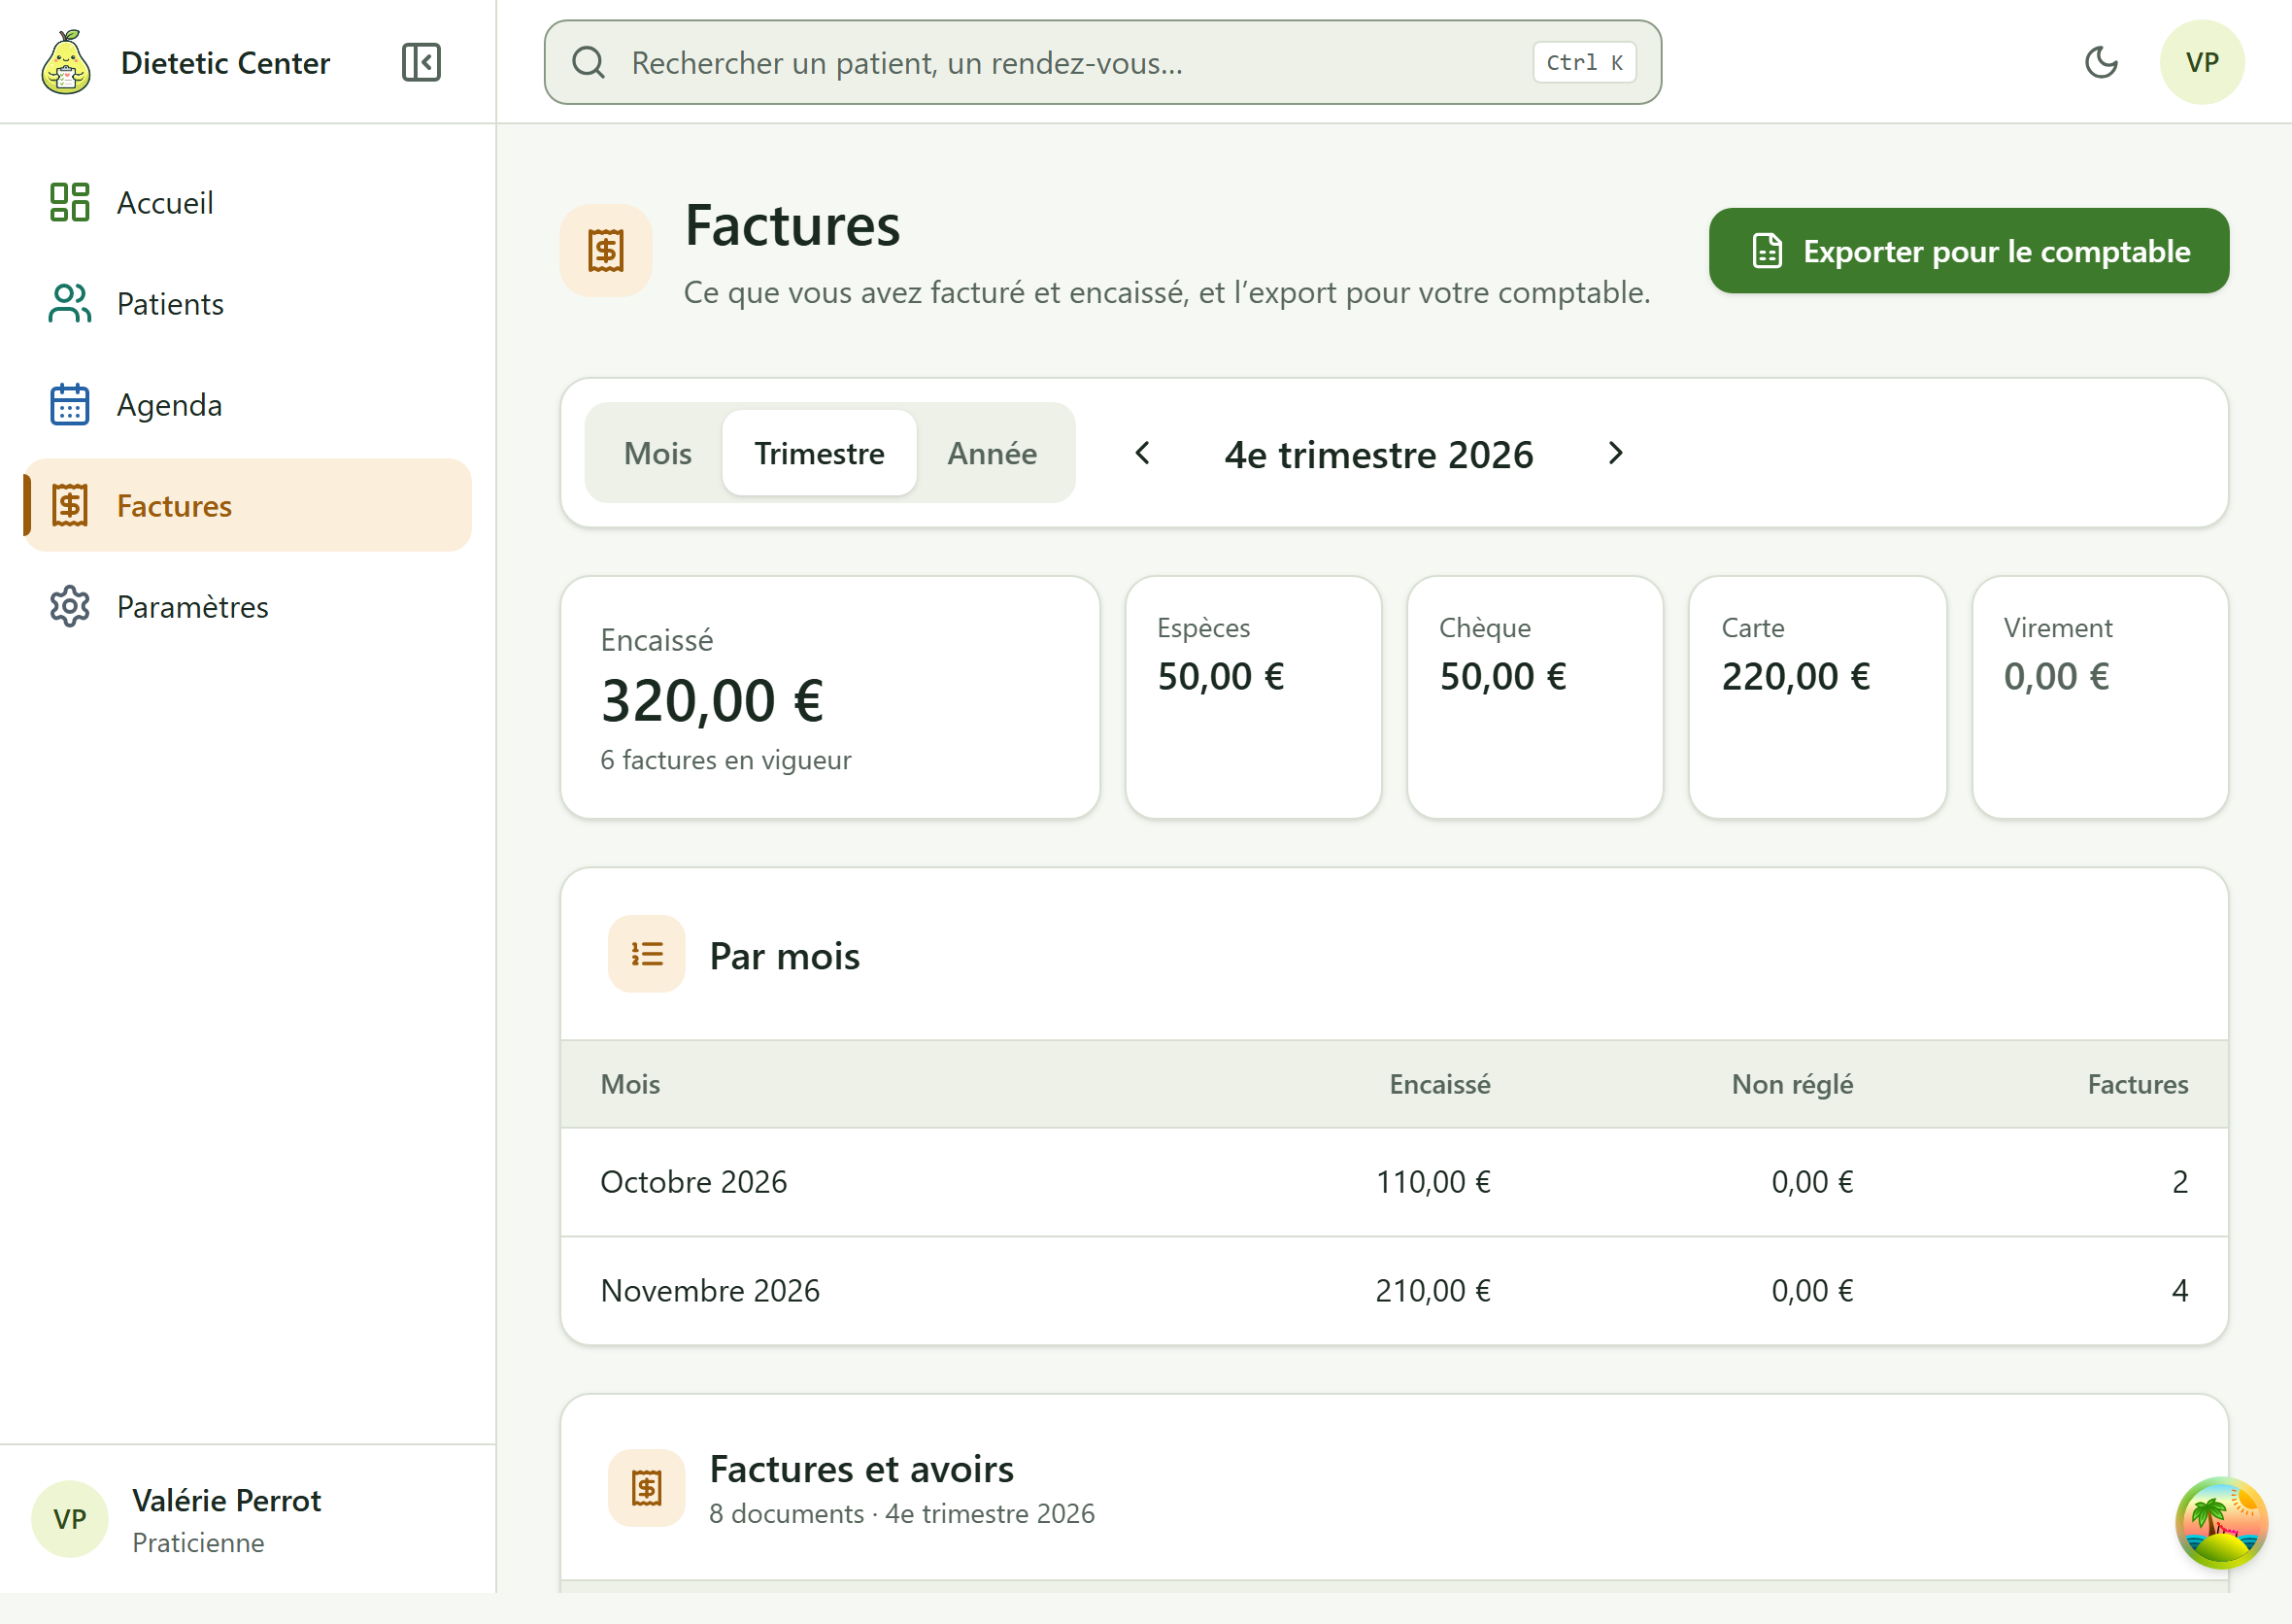 Dietetic Center
Rechercher un patient, un rendez-vous...
Ctrl K
VP
Accueil
Patients
Agenda
Factures
Paramètres
Factures
Ce que vous avez facturé et encaissé, et l’export pour votre comptable.
Exporter pour le comptable
Mois Trimestre Année
4e trimestre 2026
Encaissé
320,00 €
6 factures en vigueur
Espèces
50,00 €
Chèque
50,00 €
Carte
220,00 €
Virement
0,00 €
Par mois
Mois Encaissé Non réglé Factures
Octobre 2026 110,00 € 0,00 € 2
Novembre 2026 210,00 € 0,00 € 4
Factures et avoirs
8 documents · 4e trimestre 2026
VP
Valérie Perrot
Praticienne